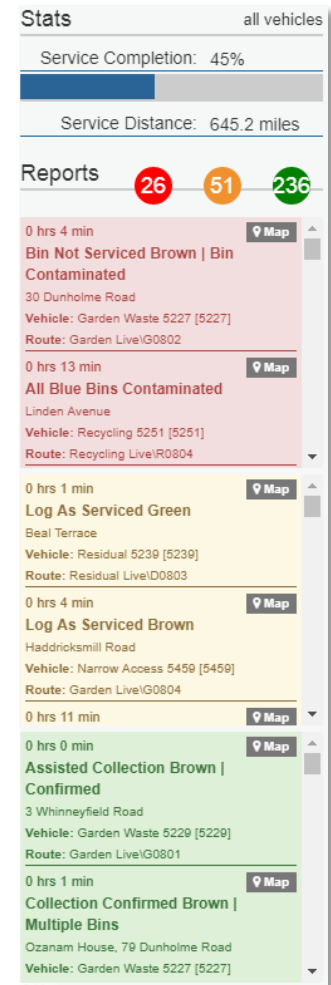 Stats all vehicles
Service Completion: 45%
Service Distance: 645.2 miles
Reports 26 51 236
0 hrs 4 min Map
Bin Not Serviced Brown | Bin
Contaminated
30 Dunholme Road
Vehicle: Garden Waste 5227 [5227]
Route: Garden Live\G0802
0 hrs 13 min Map
All Blue Bins Contaminated
Linden Avenue
Vehicle: Recycling 5251 [5251]
Route: Recycling Live\R0804
0 hrs 1 min Map
Log As Serviced Green
Beal Terrace
Vehicle: Residual 5239 [5239]
Route: Residual Live\D0803
0 hrs 4 min Map
Log As Serviced Brown
Haddricksmill Road
Vehicle: Narrow Access 5459 [5459]
Route: Garden Live\G0804
0 hrs 11 min Map
0 hrs 0 min Map
Assisted Collection Brown |
Confirmed
3 Whinneyfield Road
Vehicle: Garden Waste 5229 [5229]
Route: Garden Live\G0801
0 hrs 1 min Map
Collection Confirmed Brown |
Multiple Bins
Ozanam House, 79 Dunholme Road
Vehicle: Garden Waste 5227 [5227]